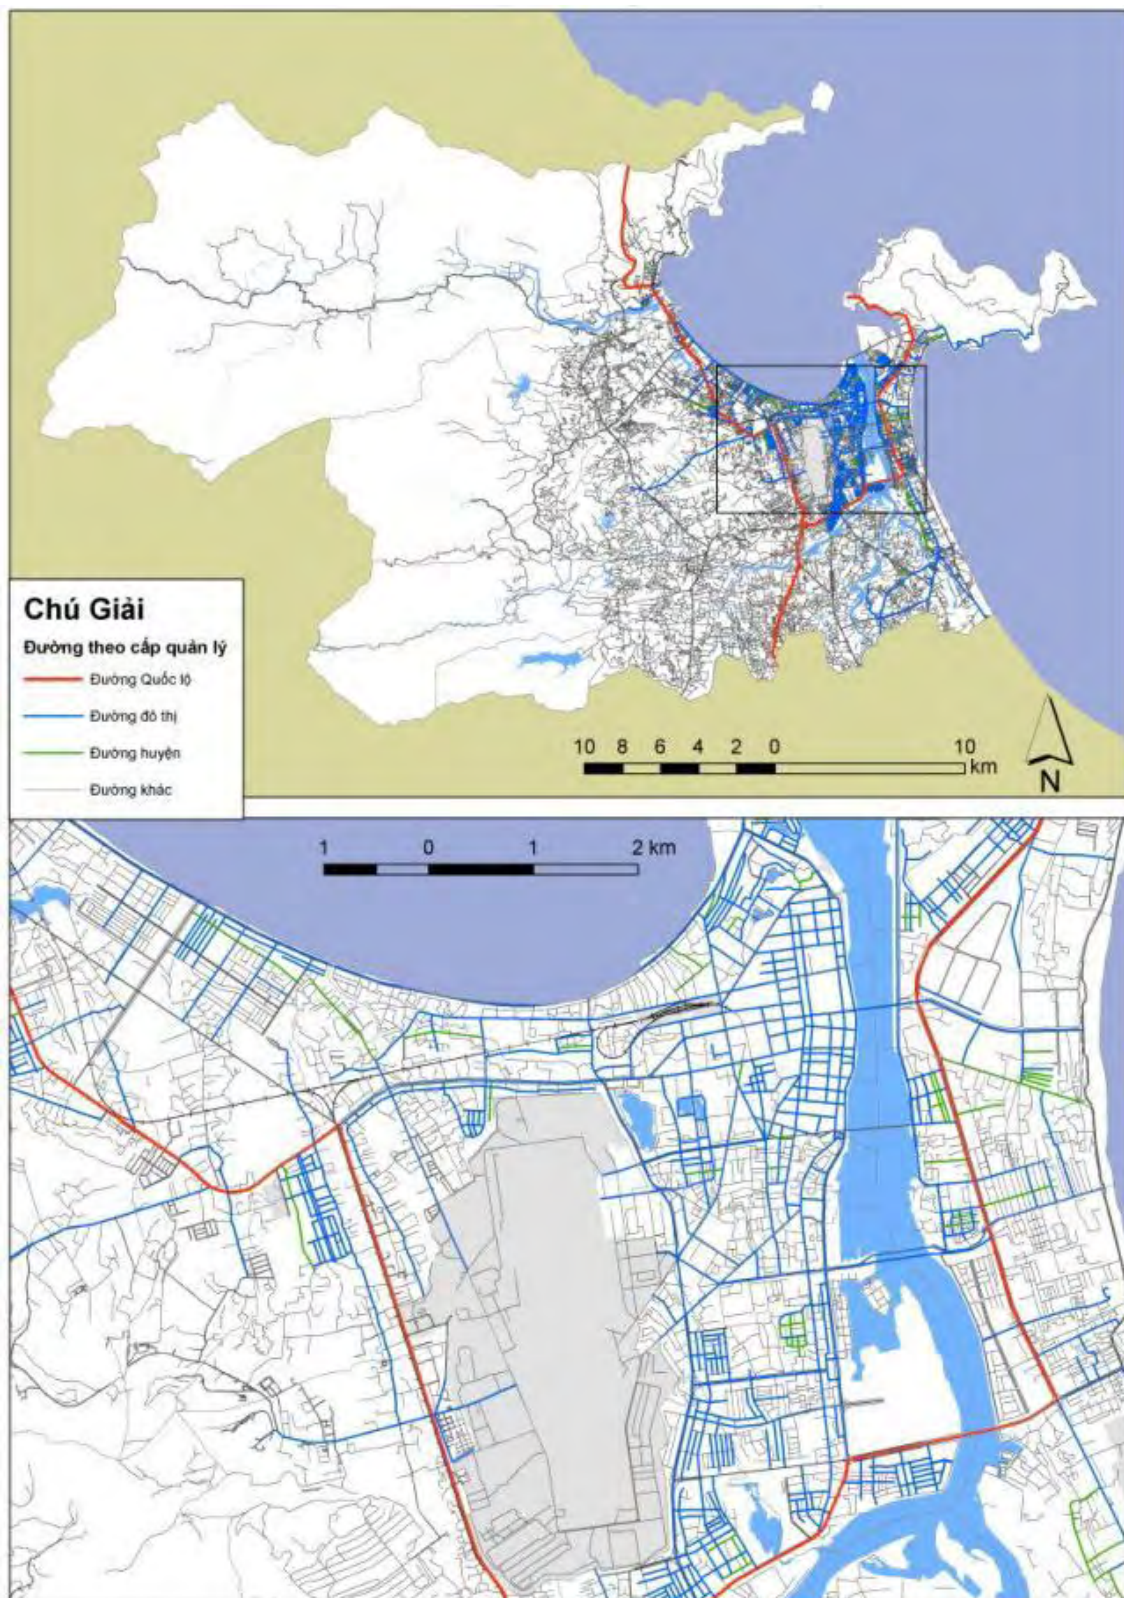 Chú Giải
Đường theo cấp quản lý
Đường Quốc lộ
Đường đô thị
Đường huyện
Đường khác
10 8 6 4 2 0 10
km
N
1 0 1 2 km